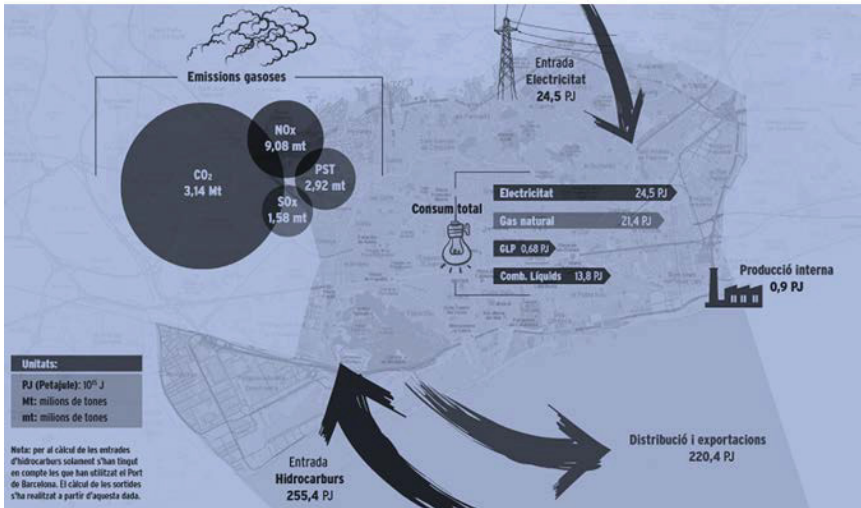 Emissions gasoses
CO₂
3,14 Mt
NOx
9,08 mt
PST
2,92 mt
SOx
1,58 mt
Entrada
Electricitat
24,5 PJ
Consum total
Electricitat 24,5 PJ
Gas natural 21,4 PJ
GLP 0,68 PJ
Comb. Líquids 13,8 PJ
Producció interna
0,9 PJ
Unitats:
PJ (Petajule): 10¹⁵ J
Mt: milions de tones
mt: milions de tones
Nota: per al càlcul de les entrades
d'hidrocarburs solament s'han tingut
en compte les que han utilitzat el Port
de Barcelona. El càlcul de les sortides
s'ha realitzat a partir d'aquesta dada.
Entrada
Hidrocarburs
255,4 PJ
Distribució i exportacions
220,4 PJ